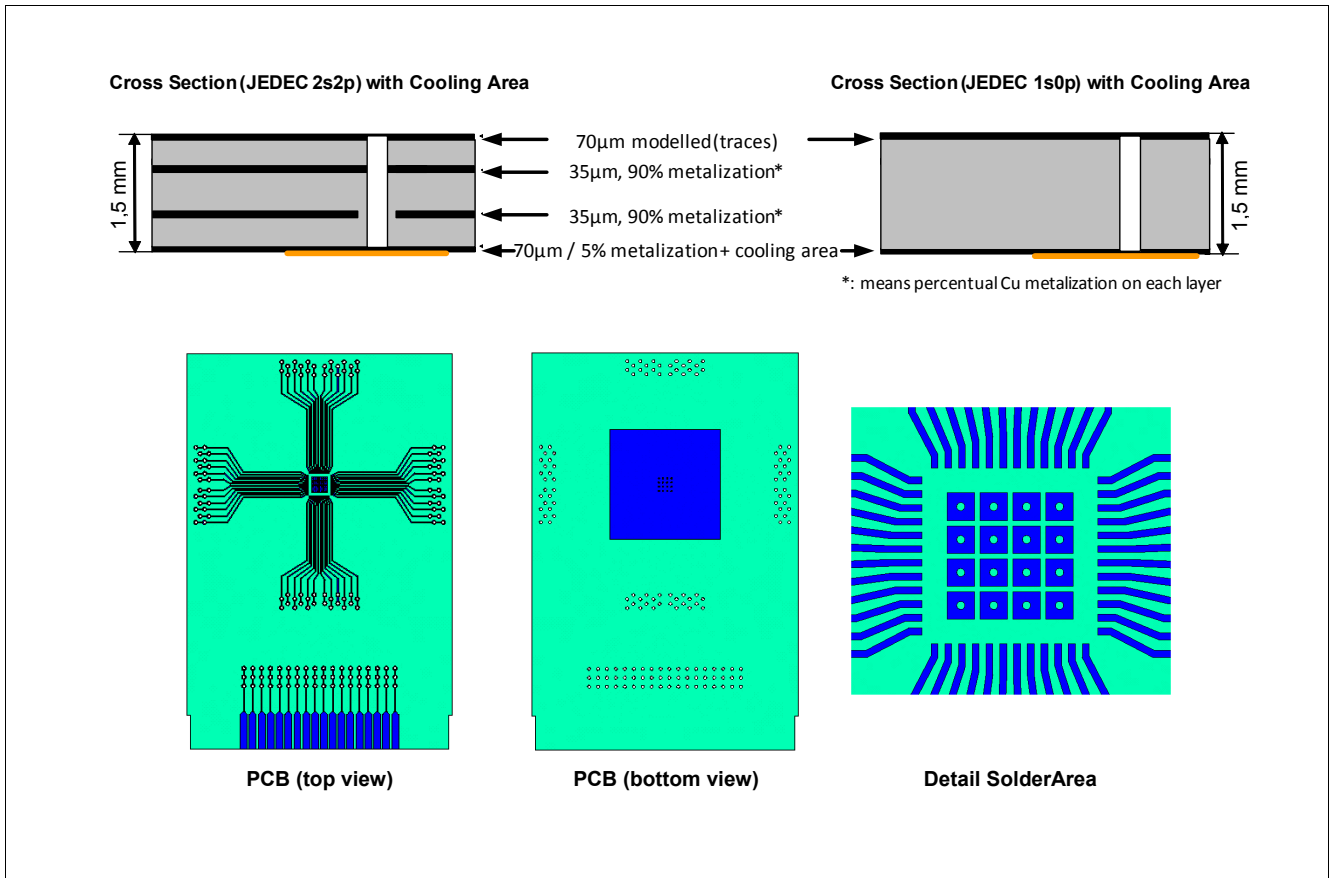 Cross Section (JEDEC 2s2p) with Cooling Area
Cross Section (JEDEC 1s0p) with Cooling Area
1,5 mm
70µm modelled (traces)
35µm, 90% metalization*
35µm, 90% metalization*
70µm / 5% metalization + cooling area
1,5 mm
*: means percentual Cu metalization on each layer
PCB (top view)
PCB (bottom view)
Detail SolderArea